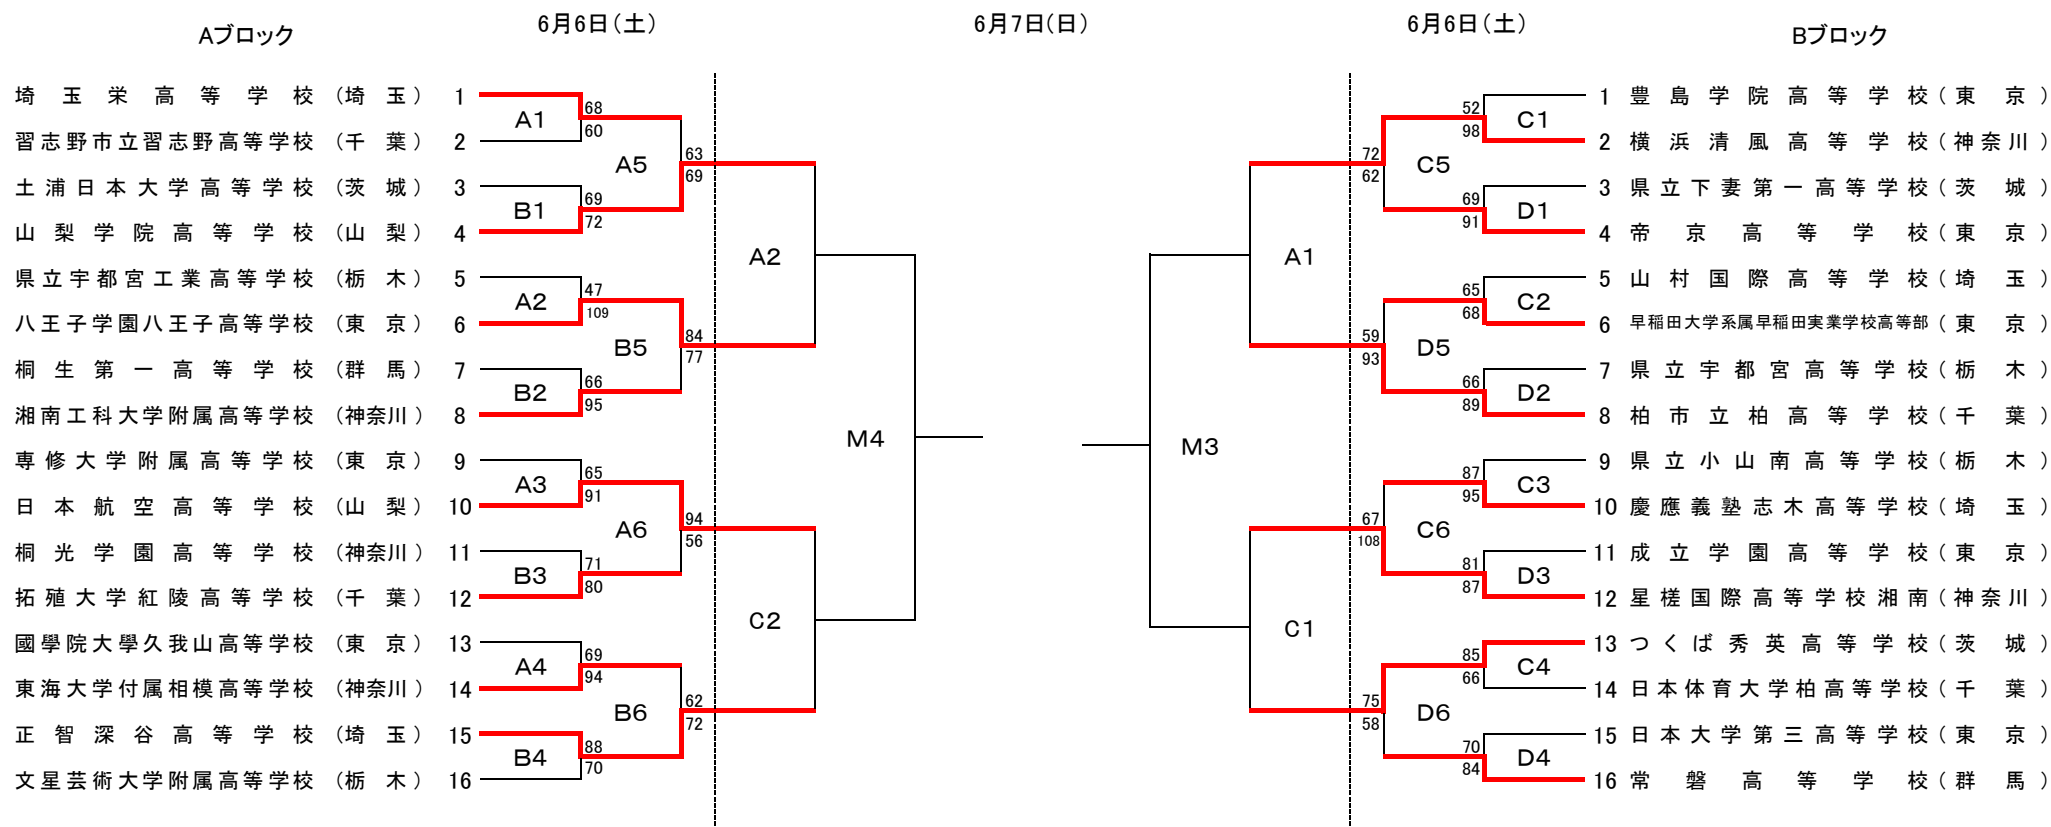 6月6日(土) 6月7日(日) 6月6日(土)
Aブロック Bブロック
埼玉栄高等学校 (埼玉) 1
習志野市立習志野高等学校 (千葉) 2
土浦日本大学高等学校 (茨城) 3
山梨学院高等学校 (山梨) 4
県立宇都宮工業高等学校 (栃木) 5
八王子学園八王子高等学校 (東京) 6
桐生第一高等学校 (群馬) 7
湘南工科大学附属高等学校 (神奈川) 8
専修大学附属高等学校 (東京) 9
日本航空高等学校 (山梨) 10
桐光学園高等学校 (神奈川) 11
拓殖大学紅陵高等学校 (千葉) 12
國學院大學久我山高等学校 (東京) 13
東海大学付属相模高等学校 (神奈川) 14
正智深谷高等学校 (埼玉) 15
文星芸術大学附属高等学校 (栃木) 16
A1 68 60
B1 69 72
A2 47 109
B2 66 95
A3 65 91
B3 71 80
A4 69 94
B4 88 70
A5 63 69
B5 84 77
A6 94 56
B6 62 72
A2
C2
M4
M3
A1
C1
72 62 C5
59 93 D5
67 108 C6
75 58 D6
52 98 C1
69 91 D1
65 68 C2
66 89 D2
87 95 C3
81 87 D3
85 66 C4
70 84 D4
1 豊島学院高等学校 (東京)
2 横浜清風高等学校 (神奈川)
3 県立下妻第一高等学校 (茨城)
4 帝京高等学校 (東京)
5 山村国際高等学校 (埼玉)
6 早稲田大学系属早稲田実業学校高等部 (東京)
7 県立宇都宮高等学校 (栃木)
8 柏市立柏高等学校 (千葉)
9 県立小山南高等学校 (栃木)
10 慶應義塾志木高等学校 (埼玉)
11 成立学園高等学校 (東京)
12 星槎国際高等学校湘南 (神奈川)
13 つくば秀英高等学校 (茨城)
14 日本体育大学柏高等学校 (千葉)
15 日本大学第三高等学校 (東京)
16 常磐高等学校 (群馬)